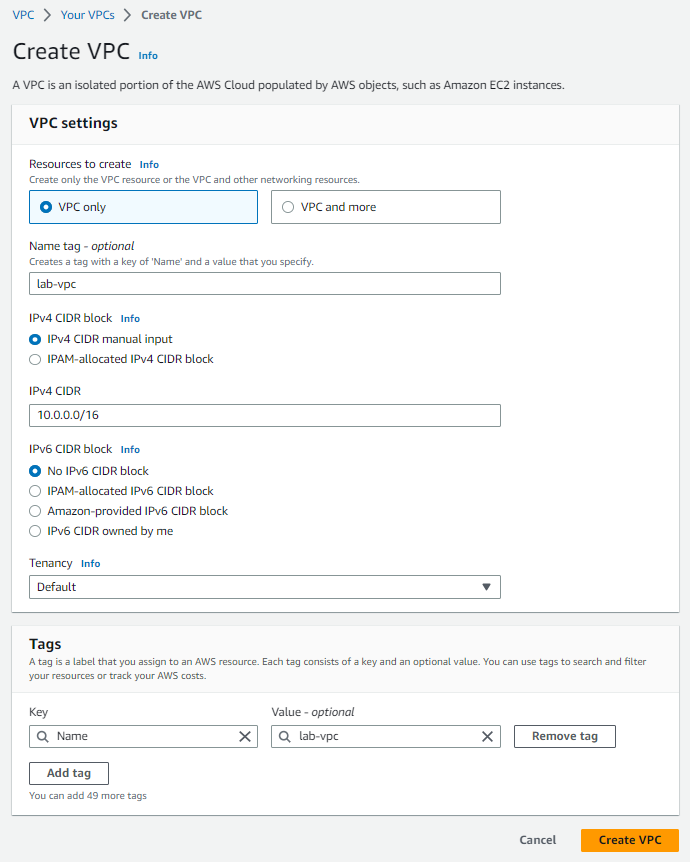 VPC > Your VPCs > Create VPC
Create VPC Info
A VPC is an isolated portion of the AWS Cloud populated by AWS objects, such as Amazon EC2 instances.
VPC settings
Resources to create Info
Create only the VPC resource or the VPC and other networking resources.
VPC only VPC and more
Name tag - optional
Creates a tag with a key of 'Name' and a value that you specify.
lab-vpc
IPv4 CIDR block Info
IPv4 CIDR manual input
IPAM-allocated IPv4 CIDR block
IPv4 CIDR
10.0.0.0/16
IPv6 CIDR block Info
No IPv6 CIDR block
IPAM-allocated IPv6 CIDR block
Amazon-provided IPv6 CIDR block
IPv6 CIDR owned by me
Tenancy Info
Default
Tags
A tag is a label that you assign to an AWS resource. Each tag consists of a key and an optional value. You can use tags to search and filter
your resources or track your AWS costs.
Key Value - optional
Name lab-vpc Remove tag
Add tag
You can add 49 more tags
Cancel Create VPC